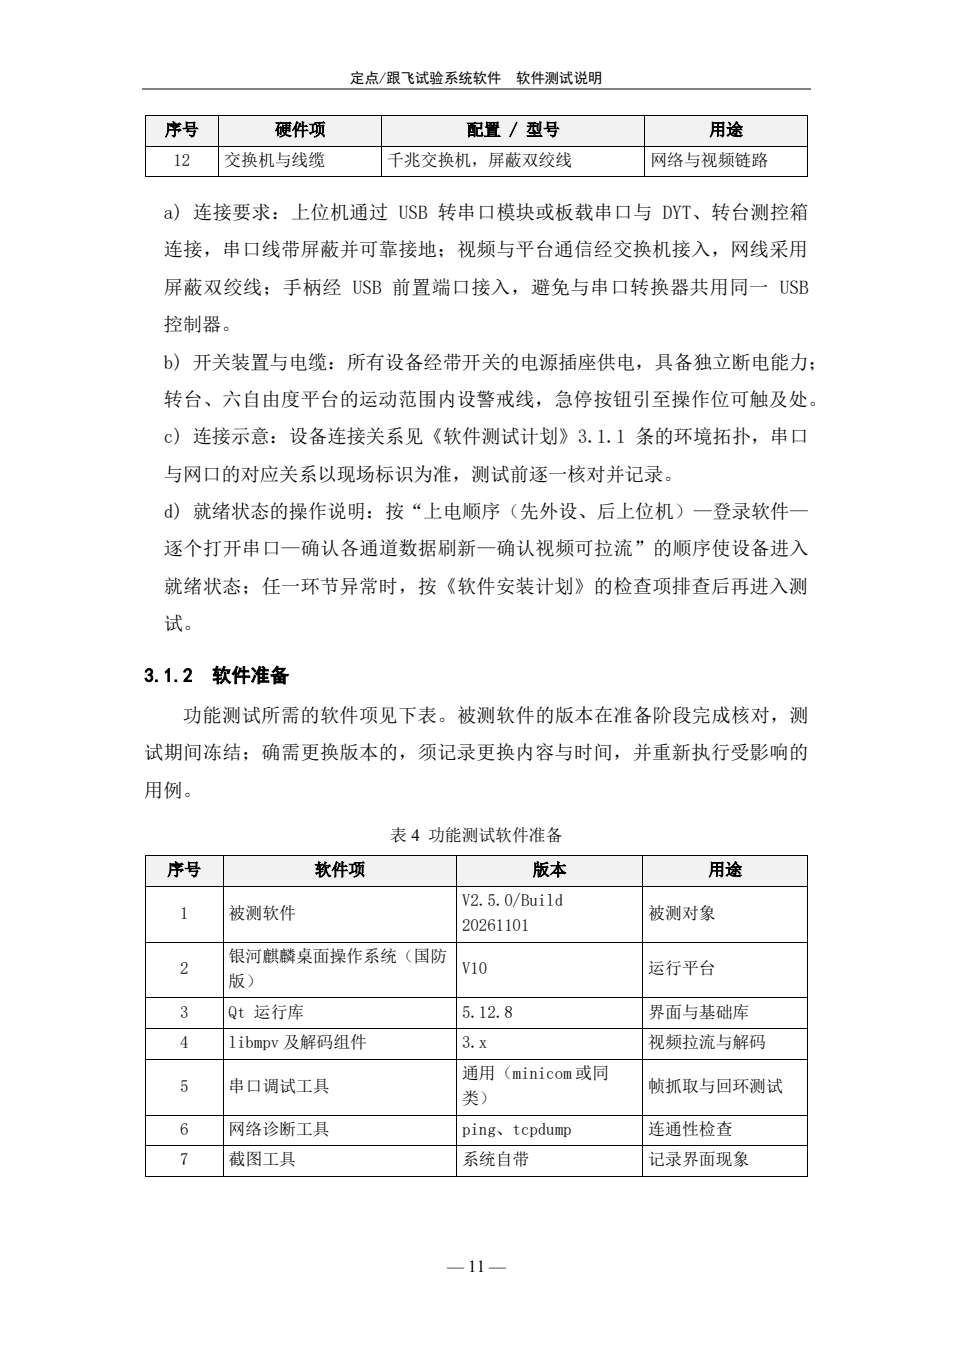 定点/跟飞试验系统软件　软件测试说明
序号 硬件项 配置 / 型号 用途
12 交换机与线缆 千兆交换机，屏蔽双绞线 网络与视频链路
a) 连接要求：上位机通过 USB 转串口模块或板载串口与 DYT、转台测控箱
连接，串口线带屏蔽并可靠接地；视频与平台通信经交换机接入，网线采用
屏蔽双绞线；手柄经 USB 前置端口接入，避免与串口转换器共用同一 USB
控制器。
b) 开关装置与电缆：所有设备经带开关的电源插座供电，具备独立断电能力；
转台、六自由度平台的运动范围内设警戒线，急停按钮引至操作位可触及处。
c) 连接示意：设备连接关系见《软件测试计划》3.1.1 条的环境拓扑，串口
与网口的对应关系以现场标识为准，测试前逐一核对并记录。
d) 就绪状态的操作说明：按“上电顺序（先外设、后上位机）—登录软件—
逐个打开串口—确认各通道数据刷新—确认视频可拉流”的顺序使设备进入
就绪状态；任一环节异常时，按《软件安装计划》的检查项排查后再进入测
试。
3.1.2 软件准备
功能测试所需的软件项见下表。被测软件的版本在准备阶段完成核对，测
试期间冻结；确需更换版本的，须记录更换内容与时间，并重新执行受影响的
用例。
表 4 功能测试软件准备
序号 软件项 版本 用途
1 被测软件 V2.5.0/Build 20261101 被测对象
2 银河麒麟桌面操作系统（国防版） V10 运行平台
3 Qt 运行库 5.12.8 界面与基础库
4 libmpv 及解码组件 3.x 视频拉流与解码
5 串口调试工具 通用（minicom 或同类） 帧抓取与回环测试
6 网络诊断工具 ping、tcpdump 连通性检查
7 截图工具 系统自带 记录界面现象
— 11 —